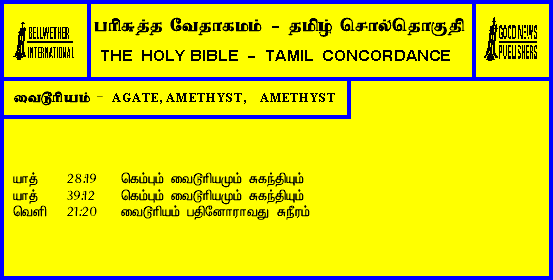 BELLWETHER
INTERNATIONAL
பரிசுத்த வேதாகமம் - தமிழ் சொல்தொகுதி
THE HOLY BIBLE - TAMIL CONCORDANCE
GOOD NEWS
PUBLISHERS
வைடூரியம் - AGATE, AMETHYST, AMETHYST
யாத் 28:19 கெம்பும் வைடூரியமும் சுகந்தியும்
யாத் 39:12 கெம்பும் வைடூரியமும் சுகந்தியும்
வெளி 21:20 வைடூரியம் பதினோராவது சுநீரம்